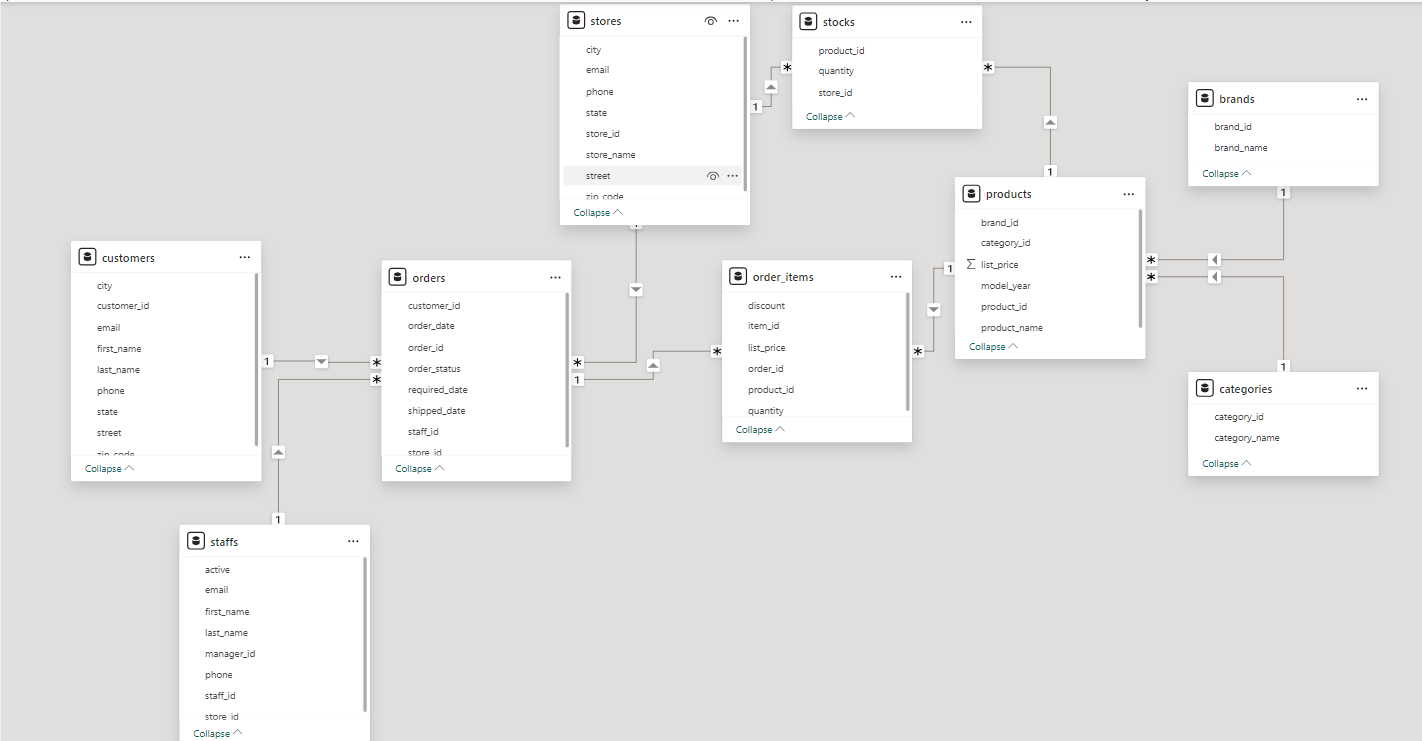 stores
city
email
phone
state
store_id
store_name
street
zip_code
Collapse
stocks
product_id
quantity
store_id
Collapse
brands
brand_id
brand_name
Collapse
products
brand_id
category_id
Σ list_price
model_year
product_id
product_name
Collapse
customers
city
customer_id
email
first_name
last_name
phone
state
street
zip_code
Collapse
orders
customer_id
order_date
order_id
order_status
required_date
shipped_date
staff_id
store_id
Collapse
order_items
discount
item_id
list_price
order_id
product_id
quantity
Collapse
categories
category_id
category_name
Collapse
staffs
active
email
first_name
last_name
manager_id
phone
staff_id
store_id
Collapse
1
*
*
1
1
*
*
1
1
*
1
*
1
*
1
*
1
*